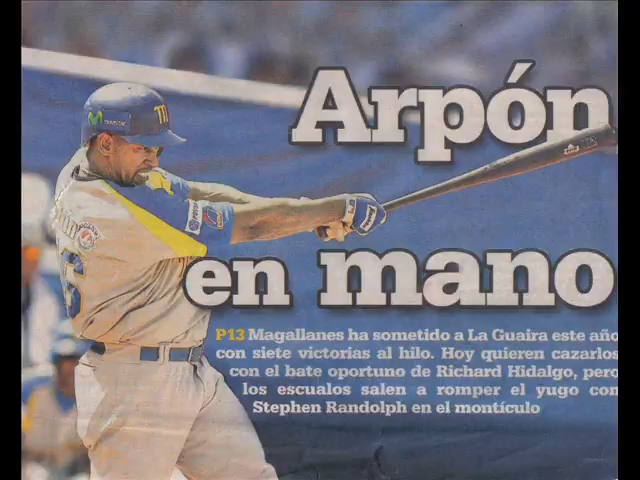 Arpón
en mano
P13 Magallanes ha sometido a La Guaira este año
con siete victorias al hilo. Hoy quieren cazarlos
con el bate oportuno de Richard Hidalgo, pero
los escualos salen a romper el yugo con
Stephen Randolph en el montículo